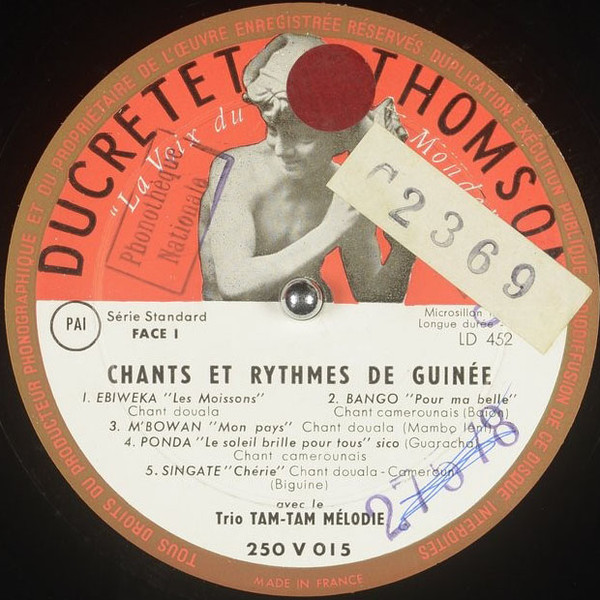 TOUS DROITS DU PRODUCTEUR PHONOGRAPHIQUE ET DU PROPRIÉTAIRE DE L'ŒUVRE ENREGISTRÉE RÉSERVÉS. DUPLICATION, EXÉCUTION PUBLIQUE, RADIODIFFUSION DE CE DISQUE INTERDITES
DUCRETET THOMSON
"La Voix du Monde"
Phonothèque
Nationale
C2369
PAI
Série Standard
FACE I
Microsillon
Longue durée
LD 452
CHANTS ET RYTHMES DE GUINÉE
1. EBIWEKA "Les Moissons"
Chant douala
2. BANGO "Pour ma belle"
Chant camerounais (Baïon)
3. M'BOWAN "Mon pays" Chant douala (Mambo lent)
4. PONDA "Le soleil brille pour tous" sico (Guaracha)
Chant camerounais
5. SINGATE "Chérie" Chant douala - Cameroun
(Biguine)
avec le
Trio TAM-TAM MÉLODIE
250 V 015
MADE IN FRANCE